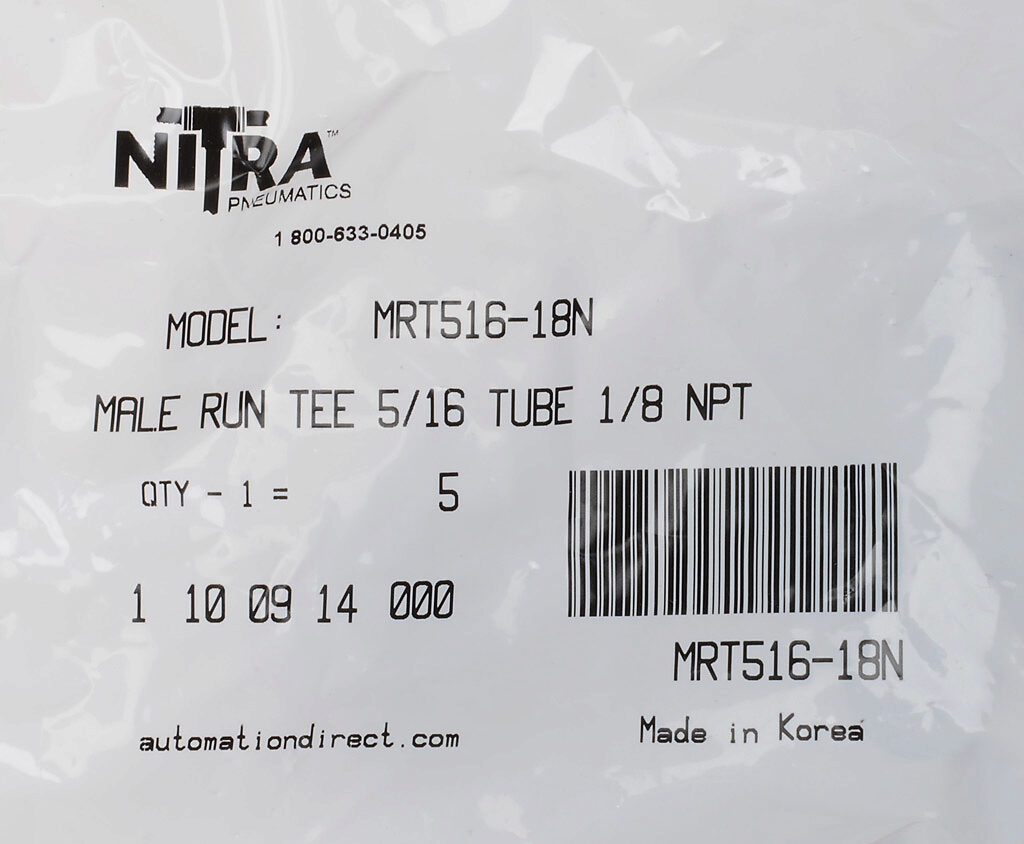 NITRA™
PNEUMATICS
1 800-633-0405
MODEL: MRT516-18N
MALE RUN TEE 5/16 TUBE 1/8 NPT
QTY - 1 = 5
1 10 09 14 000
MRT516-18N
automationdirect.com
Made in Korea